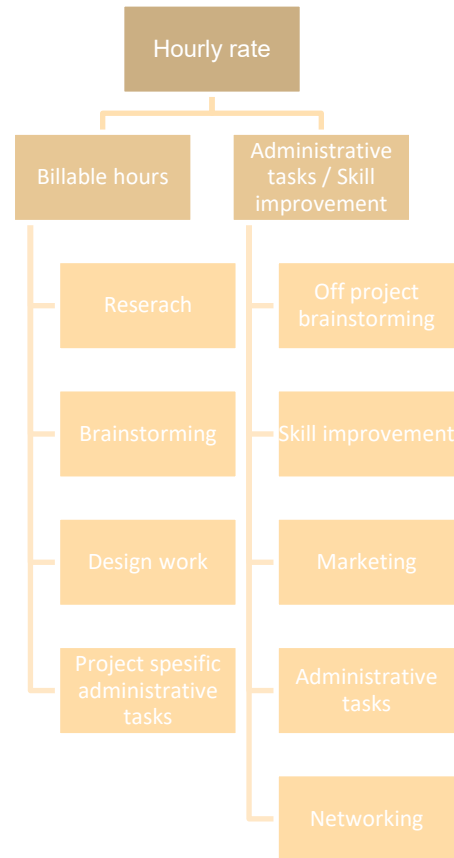 Hourly rate
Billable hours
Administrative
tasks / Skill
improvement
Reserach
Brainstorming
Design work
Project spesific
administrative
tasks
Off project
brainstorming
Skill improvement
Marketing
Administrative
tasks
Networking